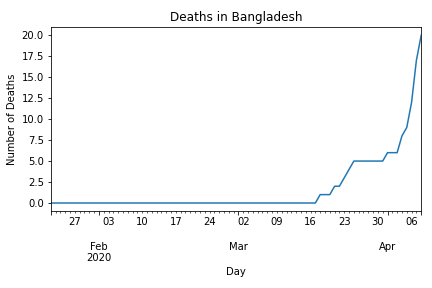 Deaths in Bangladesh
20.0
17.5
15.0
12.5
10.0
7.5
5.0
2.5
0.0
Number of Deaths
27 03 10 17 24 02 09 16 23 30 06
Feb Mar Apr
2020
Day